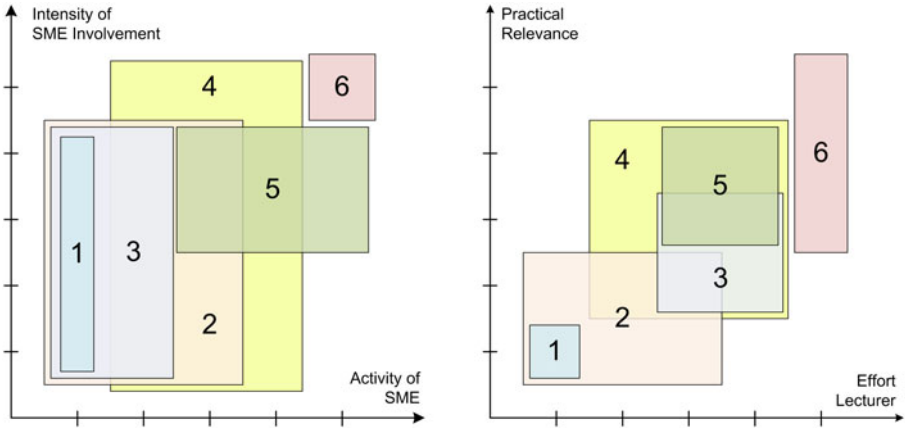 Intensity of
SME Involvement
4
6
5
1
3
2
Activity of
SME
Practical
Relevance
4
6
5
3
2
1
Effort
Lecturer